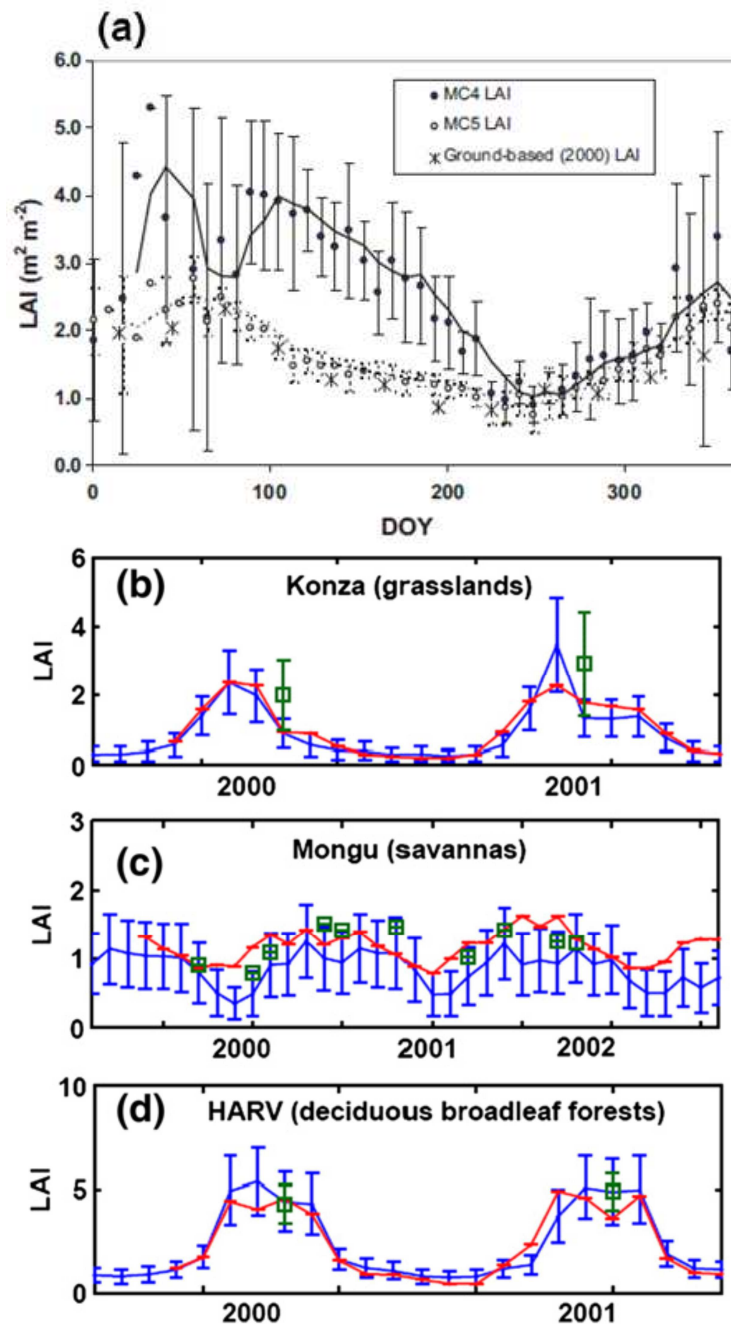 (a)
6.0
5.0
4.0
3.0
2.0
1.0
0.0
LAI (m² m⁻²)
MC4 LAI
MC5 LAI
Ground-based (2000) LAI
0 100 200 300
DOY
(b) Konza (grasslands)
6
4
2
0
LAI
2000 2001
(c) Mongu (savannas)
3
2
1
0
LAI
2000 2001 2002
(d) HARV (deciduous broadleaf forests)
10
5
0
LAI
2000 2001